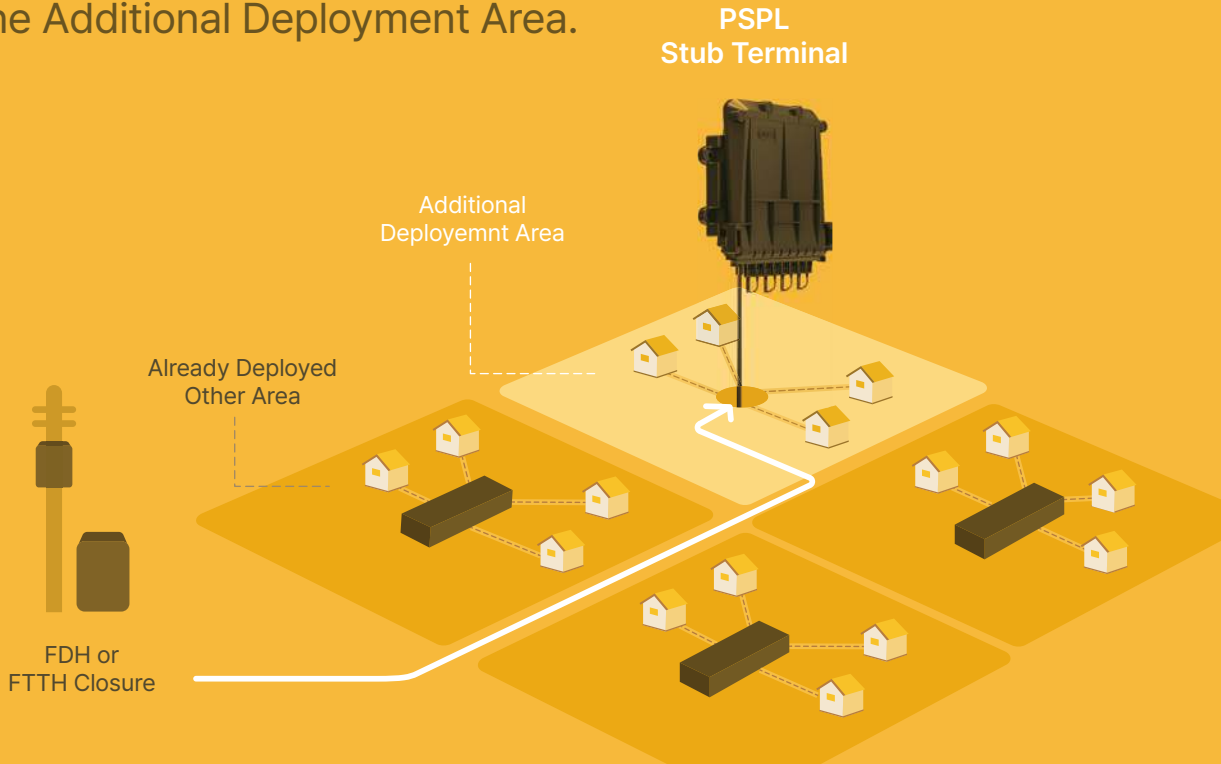 he Additional Deployment Area.
PSPL
Stub Terminal
Additional
Deployemnt Area
Already Deployed
Other Area
FDH or
FTTH Closure